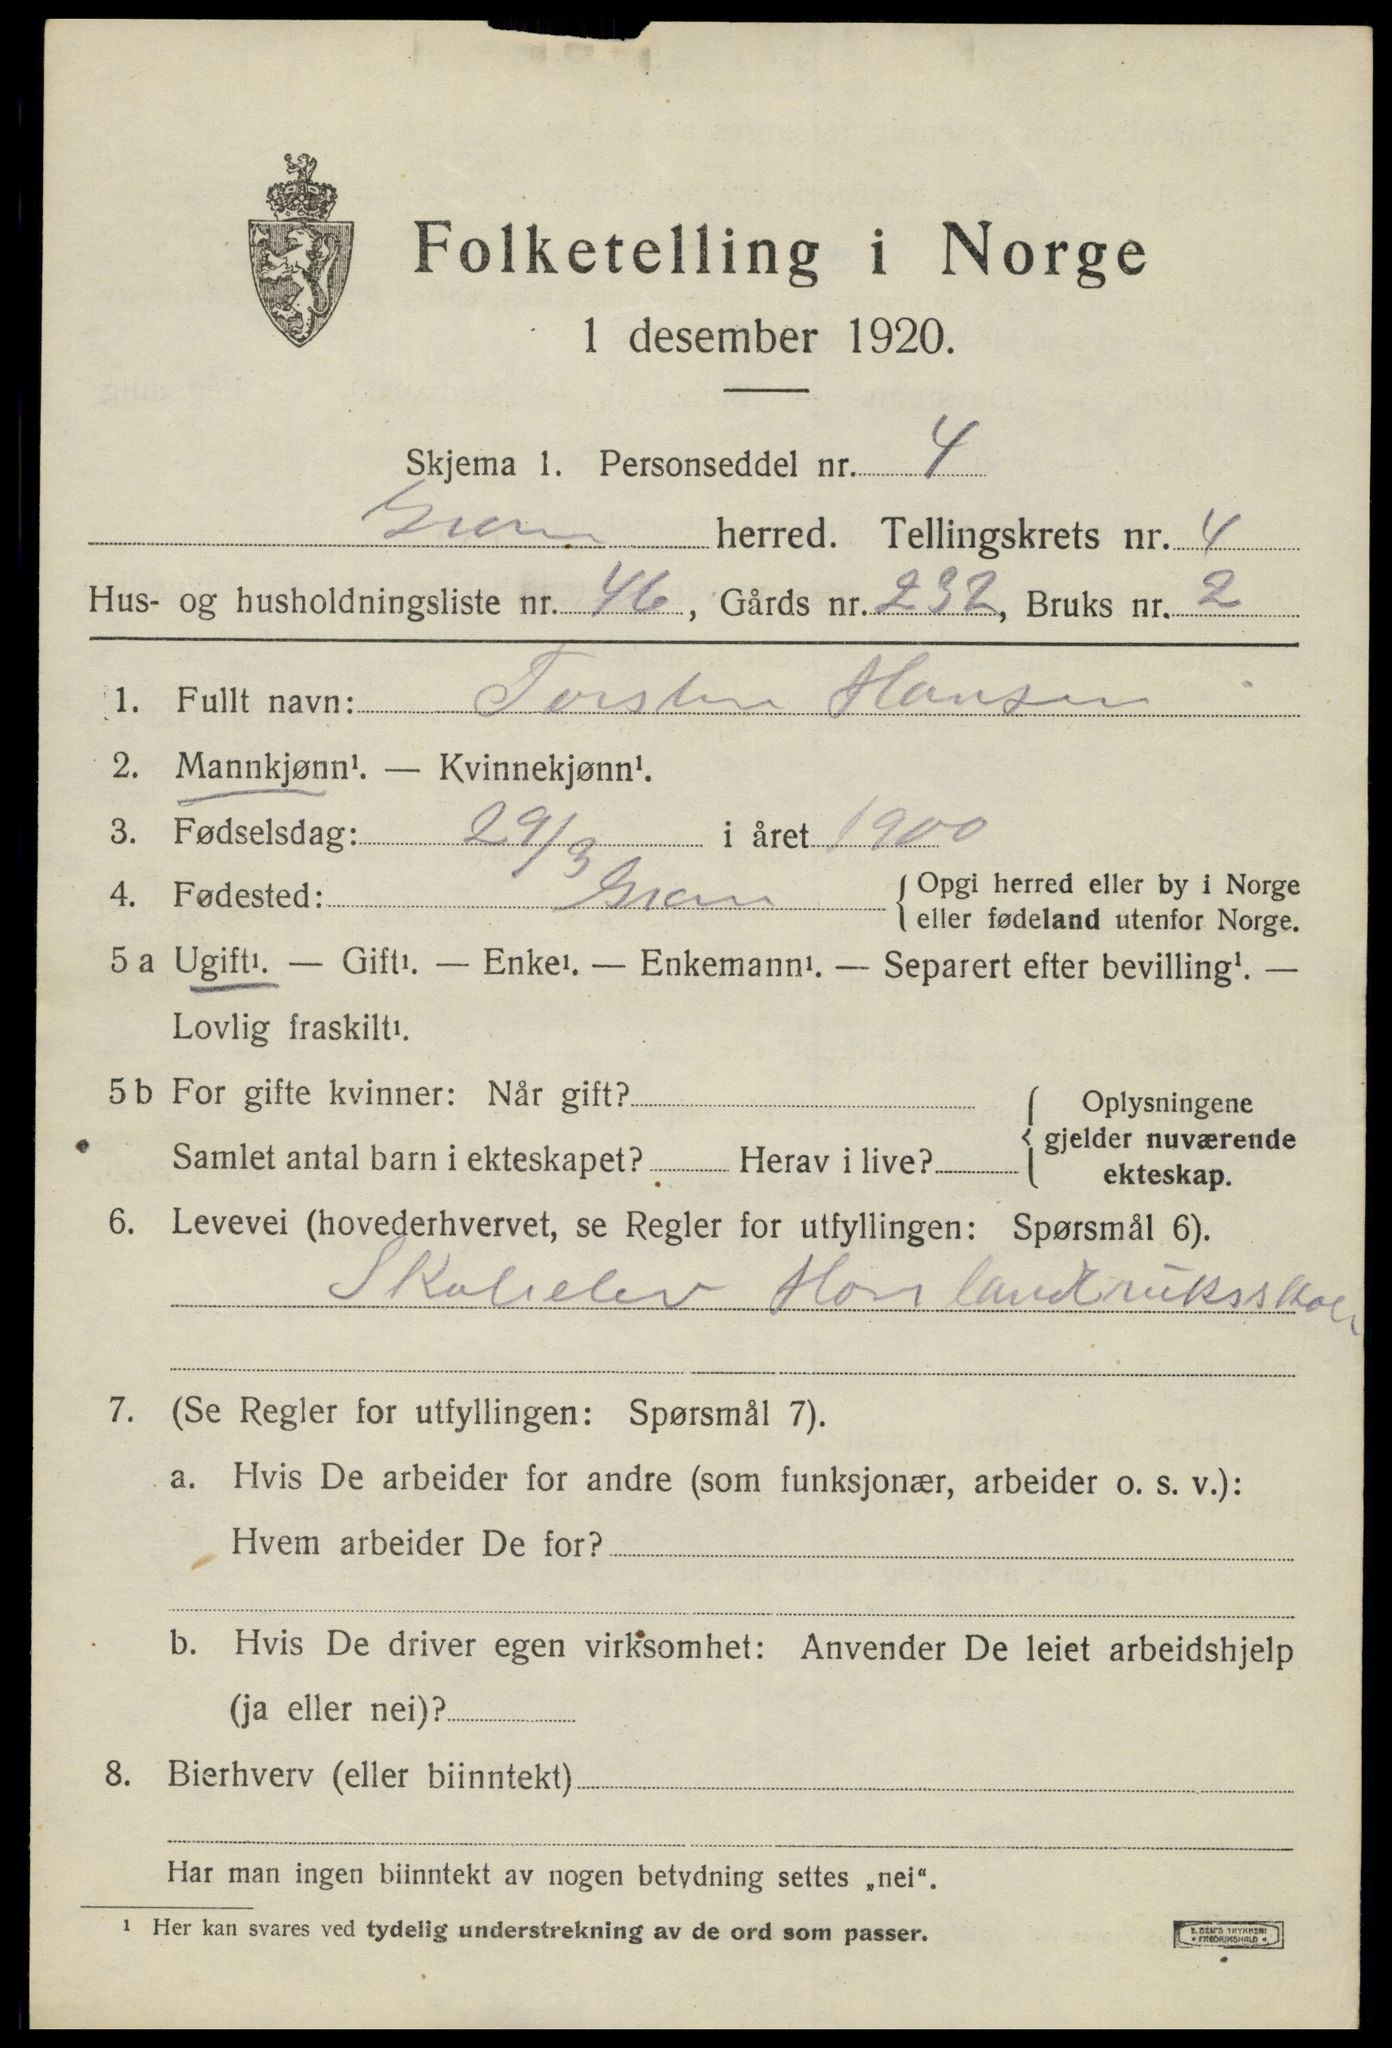 Folketelling i Norge
1 desember 1920.
Skjema 1. Personseddel nr. 4
Gran herred. Tellingskrets nr. 4
Hus- og husholdningsliste nr. 46, Gårds nr. 232, Bruks nr. 2
1. Fullt navn: Torsten Hansen
2. Mannkjønn¹. — Kvinnekjønn¹.
3. Fødselsdag: 29/3 i året 1900
4. Fødested: Gran { Opgi herred eller by i Norge
eller fødeland utenfor Norge.
5 a Ugift¹. — Gift¹. — Enke¹. — Enkemann¹. — Separert efter bevilling¹. —
Lovlig fraskilt¹.
5 b For gifte kvinner: Når gift?
Samlet antal barn i ekteskapet? Herav i live?
{ Oplysningene
gjelder nuværende
ekteskap.
6. Levevei (hovederhvervet, se Regler for utfyllingen: Spørsmål 6).
Skoleelev landbruksskole
7. (Se Regler for utfyllingen: Spørsmål 7).
a. Hvis De arbeider for andre (som funksjonær, arbeider o. s. v.):
Hvem arbeider De for?
b. Hvis De driver egen virksomhet: Anvender De leiet arbeidshjelp
(ja eller nei)?
8. Bierhverv (eller biinntekt)
Har man ingen biinntekt av nogen betydning settes „nei“.
¹ Her kan svares ved tydelig understrekning av de ord som passer.
FREDRIKSHALD